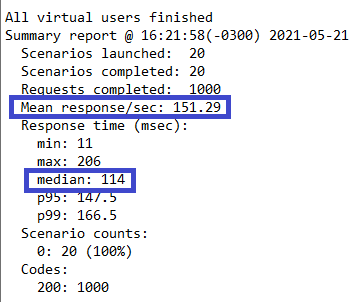 All virtual users finished
Summary report @ 16:21:58(-0300) 2021-05-21
Scenarios launched:  20
Scenarios completed: 20
Requests completed:  1000
Mean response/sec: 151.29
Response time (msec):
min: 11
max: 206
median: 114
p95: 147.5
p99: 166.5
Scenario counts:
0: 20 (100%)
Codes:
200: 1000